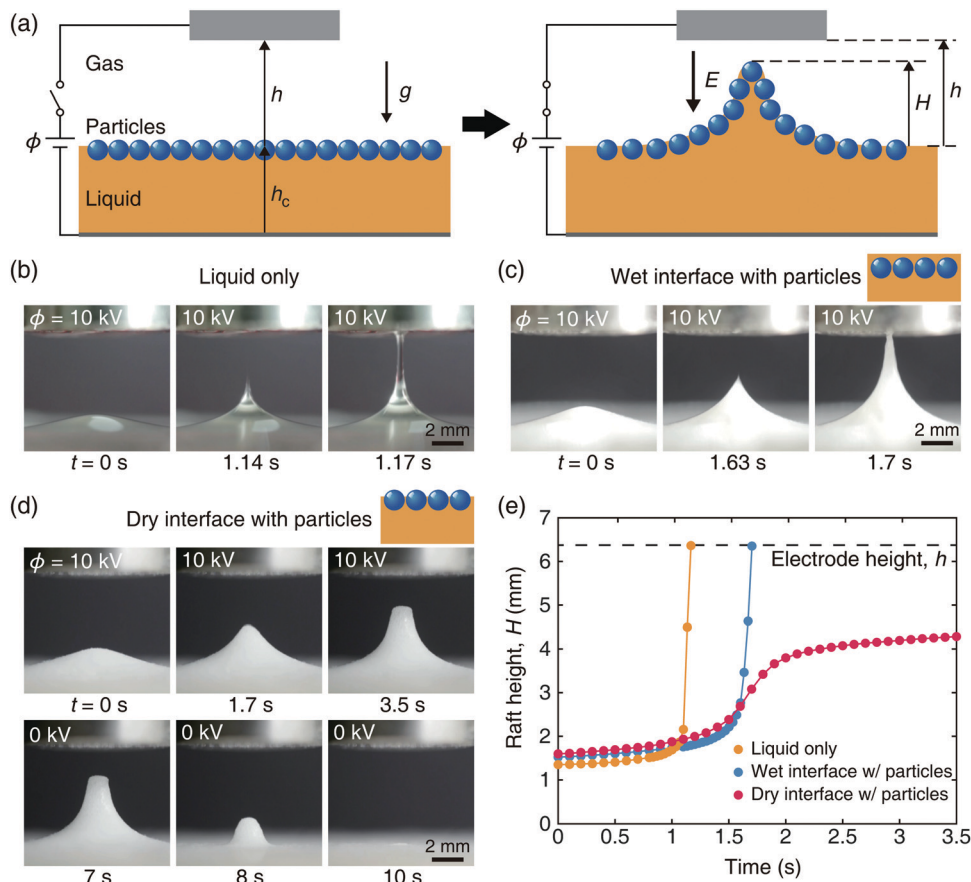 (a)
Gas
Particles
Liquid
ϕ
h
h_c
g
ϕ
E
H
h
(b) Liquid only
ϕ = 10 kV 10 kV 10 kV
2 mm
t = 0 s 1.14 s 1.17 s
(c) Wet interface with particles
ϕ = 10 kV 10 kV 10 kV
2 mm
t = 0 s 1.63 s 1.7 s
(d) Dry interface with particles
ϕ = 10 kV 10 kV 10 kV
t = 0 s 1.7 s 3.5 s
0 kV 0 kV 0 kV
2 mm
7 s 8 s 10 s
(e)
Raft height, H (mm)
7
6
5
4
3
2
1
0
Electrode height, h
Liquid only
Wet interface w/ particles
Dry interface w/ particles
0 0.5 1 1.5 2 2.5 3 3.5
Time (s)